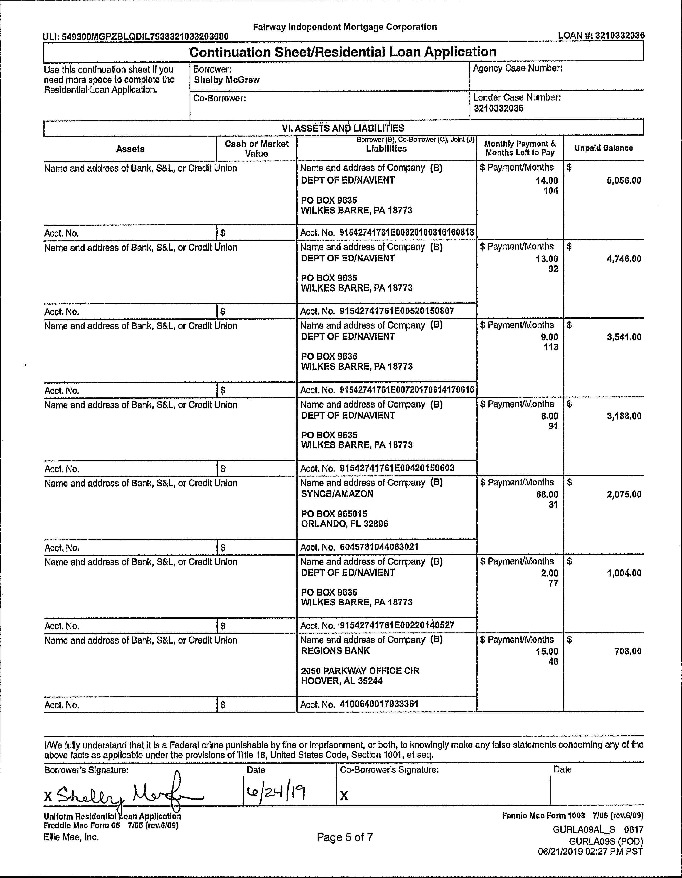 Fairway Independent Mortgage Corporation
LOAN #: 3210332036
Continuation Sheet/Residential Loan Application
Use this continuation sheet if you need more space to complete the Residential Loan Application.
Borrower:
Shelby McGrew
Agency Case Number:
Co-Borrower:
Lender Case Number:
3210332036
VI. ASSETS AND LIABILITIES
Borrower (B), Co-Borrower (C), Joint (J)
Assets Cash or Market Value Liabilities Monthly Payment & Months Left to Pay Unpaid Balance
Name and address of Bank, S&L, or Credit Union Name and address of Company (B) $ Payment/Months $
DEPT OF ED/NAVIENT 14.00
104
PO BOX 9635
WILKES BARRE, PA 18773
Acct. No. $ Acct. No.
Name and address of Bank, S&L, or Credit Union Name and address of Company (B) $ Payment/Months $
DEPT OF ED/NAVIENT 13.00 4,746.00
92
PO BOX 9635
WILKES BARRE, PA 18773
Acct. No. $ Acct. No. 91542741761E00520150807
Name and address of Bank, S&L, or Credit Union Name and address of Company (B) $ Payment/Months $
DEPT OF ED/NAVIENT 9.00 3,541.00
113
PO BOX 9635
WILKES BARRE, PA 18773
Acct. No. $ Acct. No.
Name and address of Bank, S&L, or Credit Union Name and address of Company (B) $ Payment/Months $
DEPT OF ED/NAVIENT 3,188.00
91
PO BOX 9635
WILKES BARRE, PA 18773
Acct. No. $ Acct. No. 91542741761E00420150603
Name and address of Bank, S&L, or Credit Union Name and address of Company (B) $ Payment/Months $
SYNCB/AMAZON 68.00 2,075.00
31
PO BOX 965015
ORLANDO, FL 32896
Acct. No. $ Acct. No. 6045781044083021
Name and address of Bank, S&L, or Credit Union Name and address of Company (B) $ Payment/Months $
DEPT OF ED/NAVIENT 2.00 1,004.00
77
PO BOX 9635
WILKES BARRE, PA 18773
Acct. No. $ Acct. No. 91542741761E00220140527
Name and address of Bank, S&L, or Credit Union Name and address of Company (B) $ Payment/Months $
REGIONS BANK 15.00 708.00
48
2050 PARKWAY OFFICE CIR
HOOVER, AL 35244
Acct. No. $ Acct. No.
I/We fully understand that it is a Federal crime punishable by fine or imprisonment, or both, to knowingly make any false statements concerning any of the
above facts as applicable under the provisions of Title 18, United States Code, Section 1001, et seq.
Borrower's Signature: Date Co-Borrower's Signature: Date
X 6/24/19 X
Uniform Residential Loan Application
Freddie Mac Form 65 7/05 (rev.6/09)
Fannie Mae Form 1003 7/05 (rev.6/09)
Ellie Mae, Inc.
Page 5 of 7
GURLA09AL_S 0617
GURLA09S (POD)
06/21/2019 02:27 PM PST